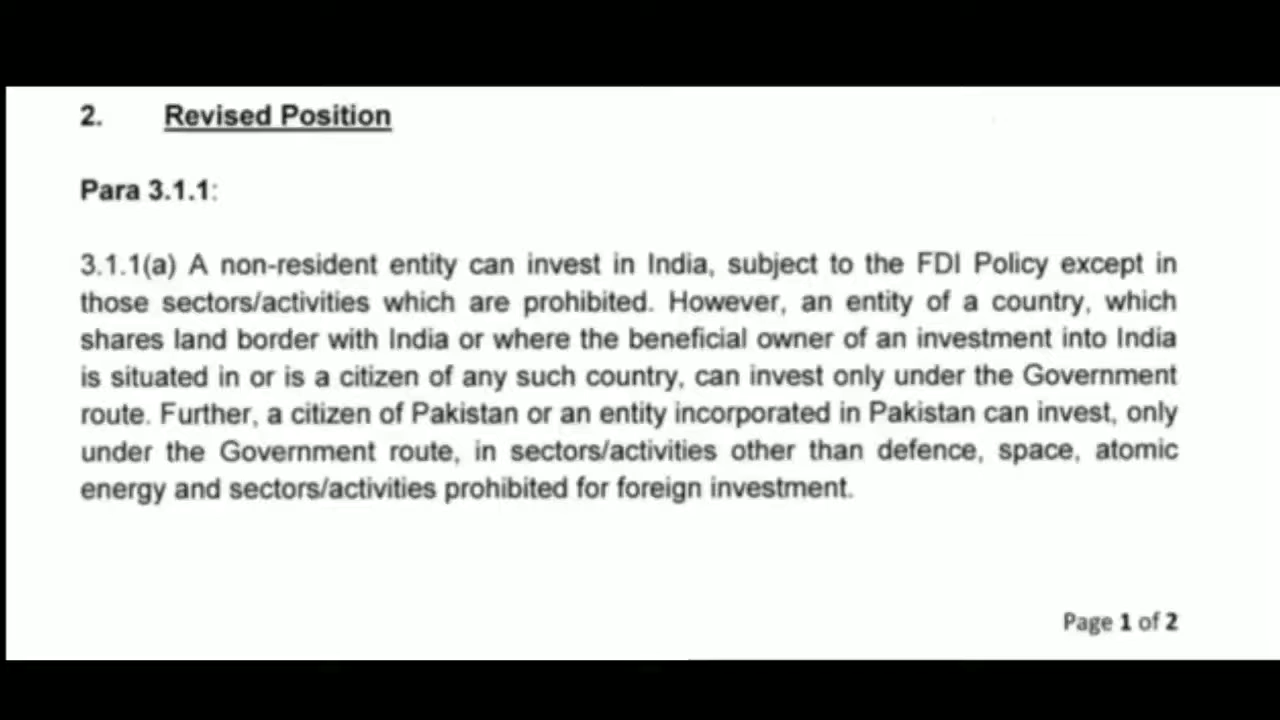 2. Revised Position
Para 3.1.1:
3.1.1(a) A non-resident entity can invest in India, subject to the FDI Policy except in
those sectors/activities which are prohibited. However, an entity of a country, which
shares land border with India or where the beneficial owner of an investment into India
is situated in or is a citizen of any such country, can invest only under the Government
route. Further, a citizen of Pakistan or an entity incorporated in Pakistan can invest, only
under the Government route, in sectors/activities other than defence, space, atomic
energy and sectors/activities prohibited for foreign investment.
Page 1 of 2